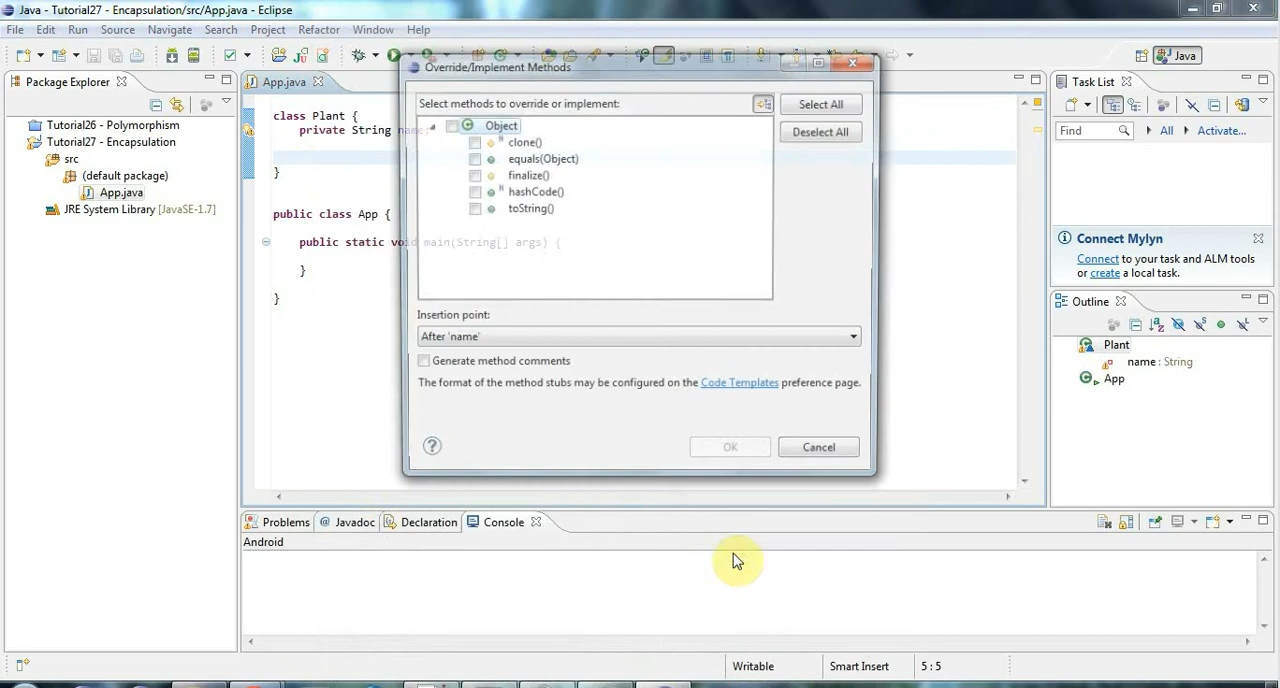 Java - Tutorial27 - Encapsulation/src/App.java - Eclipse
File Edit Run Source Navigate Search Project Refactor Window Help
Java
Package Explorer
App.java
Task List
Override/Implement Methods
Select methods to override or implement:
Select All
Deselect All
Object
clone()
equals(Object)
finalize()
hashCode()
toString()
Insertion point:
After 'name'
Generate method comments
The format of the method stubs may be configured on the Code Templates preference page.
OK
Cancel
Tutorial26 - Polymorphism
Tutorial27 - Encapsulation
src
(default package)
App.java
JRE System Library [JavaSE-1.7]
class Plant {
private String name;
}
public class App {
public static void main(String[] args) {
}
}
Find
All
Activate...
Connect Mylyn
Connect to your task and ALM tools
or create a local task.
Outline
Plant
name : String
App
Problems
@ Javadoc
Declaration
Console
Android
Writable
Smart Insert
5 : 5